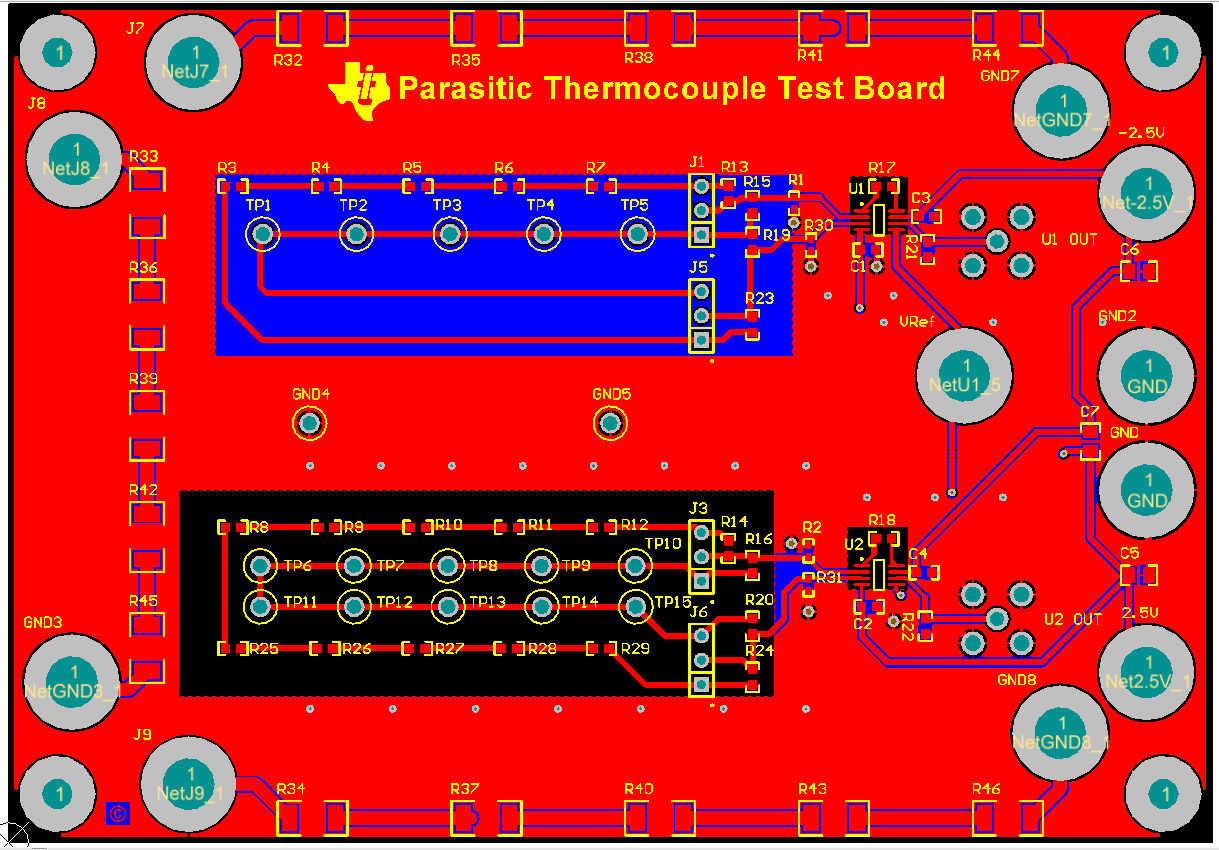 J7
1
NetJ7_1
R32
R35
R38
R41
R44
1
1
GND7
1
NetGND7_1
Parasitic Thermocouple Test Board
J8
1
NetJ8_1
-2.5V
1
Net-2.5V_1
R33
R3
R4
R5
R6
R7
J1
R13
R15
R1
U1
R17
C3
TP1
TP2
TP3
TP4
TP5
R19
R30
C1
R21
U1 OUT
C6
R36
J5
R23
VRef
GND2
1
NetU1_5
1
GND
R39
GND4
GND5
C7
GND
1
GND
R42
J3
R8
R9
R10
R11
R12
R14
R16
R2
U2
R18
C4
C5
TP10
TP6
TP7
TP8
TP9
R31
TP11
TP12
TP13
TP14
TP15
J6
R20
C2
R22
U2 OUT
2.5V
R45
GND3
1
NetGND3_1
R25
R26
R27
R28
R29
R24
1
Net2.5V_1
GND8
1
NetGND8_1
J9
1
NetJ9_1
1
©
R34
R37
R40
R43
R46
1